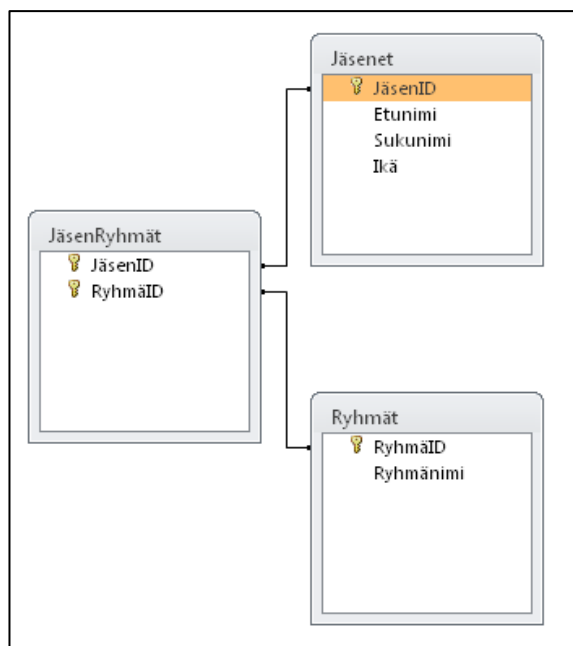 Jäsenet
JäsenID
Etunimi
Sukunimi
Ikä
JäsenRyhmät
JäsenID
RyhmäID
Ryhmät
RyhmäID
Ryhmänimi